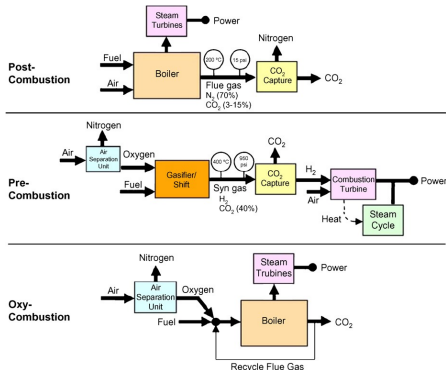 Steam
Turbines
Power
Nitrogen
Post-
Combustion
Fuel
Air
Boiler
200 ºC
15 psi
Flue gas
N2 (70%)
CO2 (3-15%)
CO2
Capture
CO2
Nitrogen
Air
Air
Separation
Unit
Oxygen
Pre-
Combustion
Fuel
Gasifier/
Shift
400 ºC
950
psi
Syn gas
H2
CO2 (40%)
CO2
CO2
Capture
H2
Air
Combustion
Turbine
Power
Heat
Steam
Cycle
Nitrogen
Oxy-
Combustion
Air
Air
Separation
Unit
Oxygen
Fuel
Steam
Trubines
Power
Boiler
CO2
Recycle Flue Gas